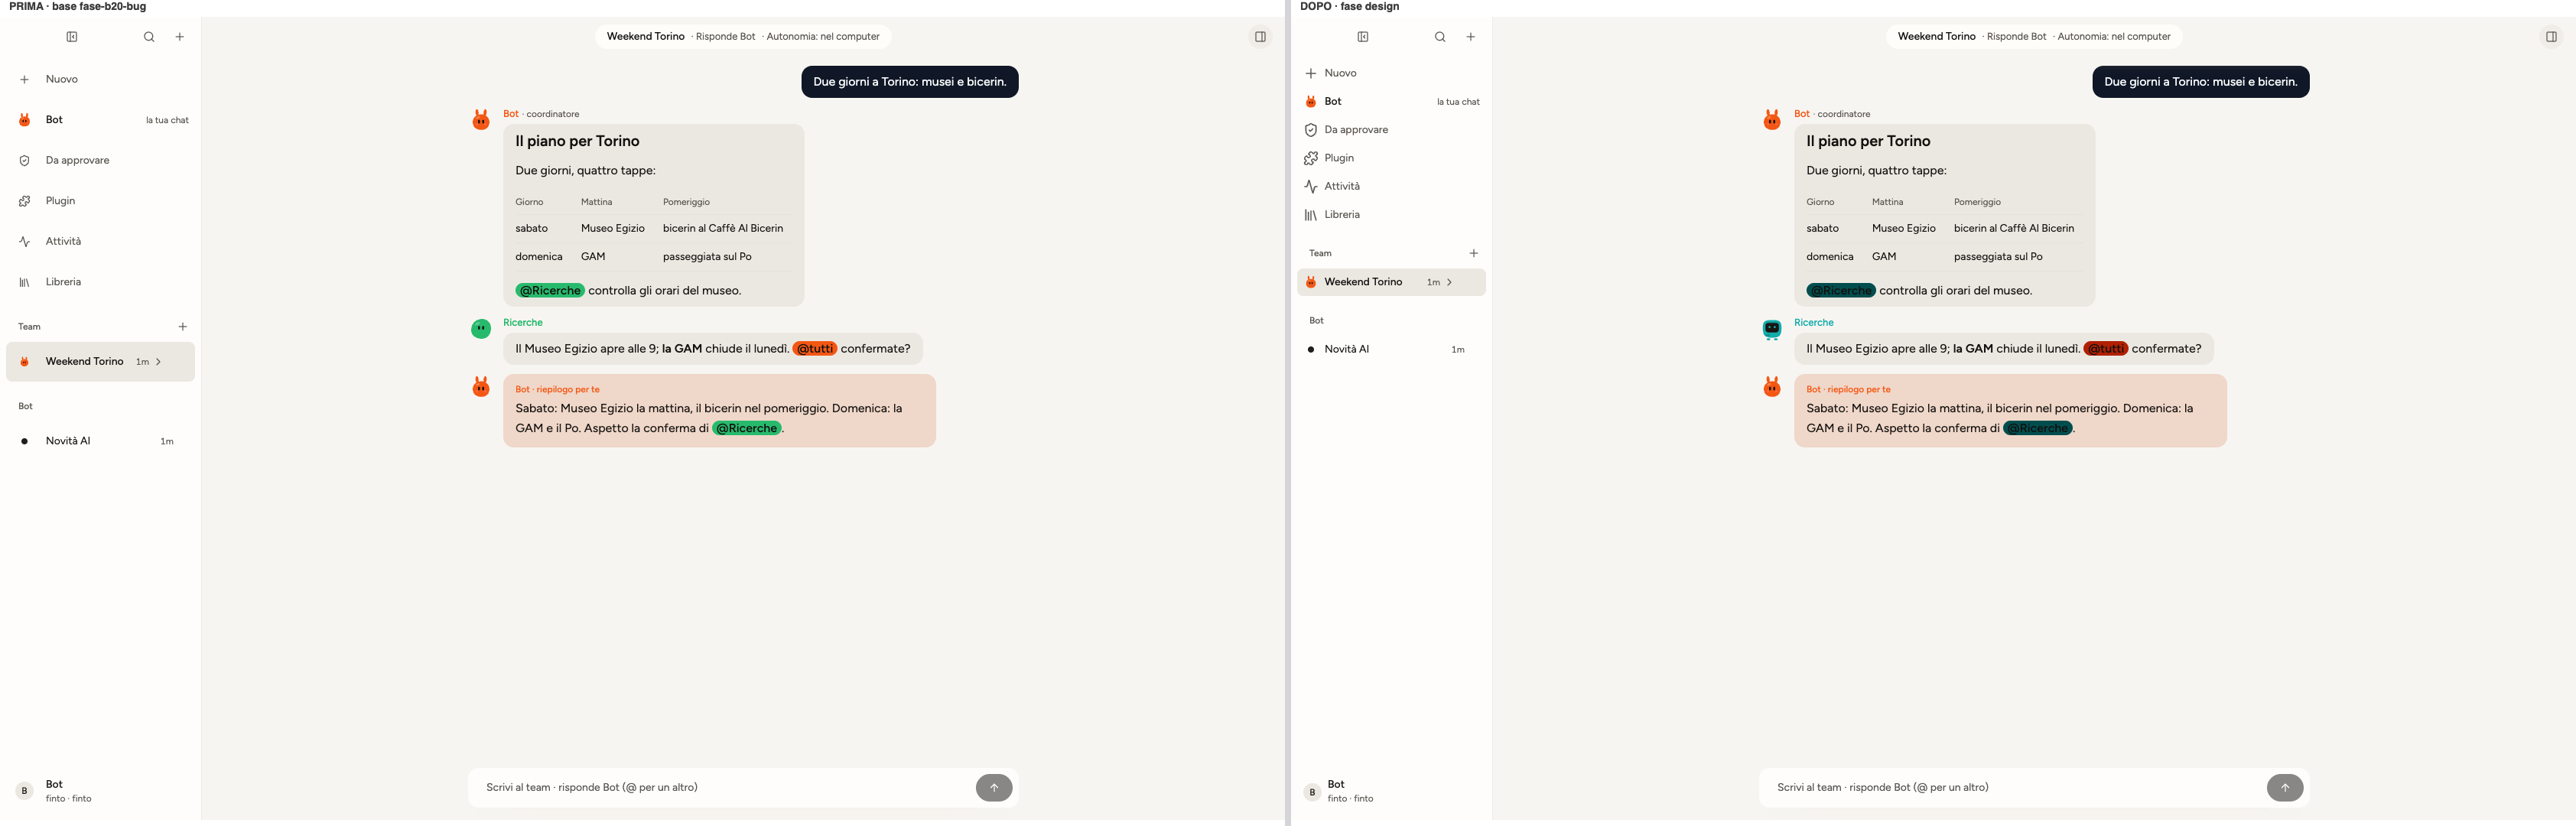 PRIMA · base fase-b20-bug
Weekend Torino · Risponde Bot · Autonomia: nel computer
Nuovo
Bot la tua chat
Da approvare
Plugin
Attività
Libreria
Team
Weekend Torino 1m
Bot
Novità AI 1m
Bot
B
finto · finto
Due giorni a Torino: musei e bicerin.
Bot · coordinatore
Il piano per Torino
Due giorni, quattro tappe:
Giorno Mattina Pomeriggio
sabato Museo Egizio bicerin al Caffè Al Bicerin
domenica GAM passeggiata sul Po
@Ricerche controlla gli orari del museo.
Ricerche
Il Museo Egizio apre alle 9; la GAM chiude il lunedì. @tutti confermate?
Bot · riepilogo per te
Sabato: Museo Egizio la mattina, il bicerin nel pomeriggio. Domenica: la
GAM e il Po. Aspetto la conferma di @Ricerche.
Scrivi al team · risponde Bot (@ per un altro)
DOPO · fase design
Weekend Torino · Risponde Bot · Autonomia: nel computer
Nuovo
Bot la tua chat
Da approvare
Plugin
Attività
Libreria
Team
Weekend Torino 1m
Bot
Novità AI 1m
Bot
B
finto · finto
Due giorni a Torino: musei e bicerin.
Bot · coordinatore
Il piano per Torino
Due giorni, quattro tappe:
Giorno Mattina Pomeriggio
sabato Museo Egizio bicerin al Caffè Al Bicerin
domenica GAM passeggiata sul Po
@Ricerche controlla gli orari del museo.
Ricerche
Il Museo Egizio apre alle 9; la GAM chiude il lunedì. @tutti confermate?
Bot · riepilogo per te
Sabato: Museo Egizio la mattina, il bicerin nel pomeriggio. Domenica: la
GAM e il Po. Aspetto la conferma di @Ricerche.
Scrivi al team · risponde Bot (@ per un altro)